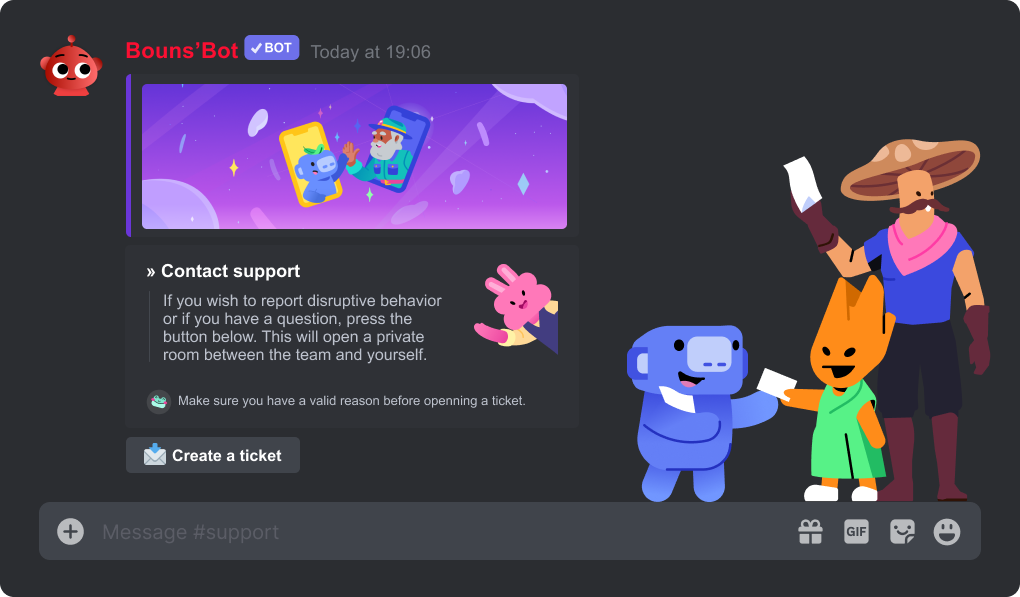 Bouns’Bot BOT Today at 19:06
» Contact support
If you wish to report disruptive behavior
or if you have a question, press the
button below. This will open a private
room between the team and yourself.
Make sure you have a valid reason before openning a ticket.
Create a ticket
Message #support GIF